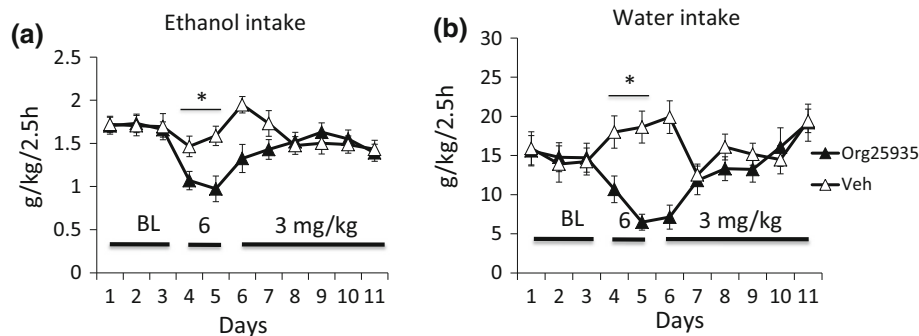 (a) Ethanol intake
g/kg/2.5h
2.5
2
1.5
1
0.5
0
*
BL 6 3 mg/kg
1 2 3 4 5 6 7 8 9 10 11
Days
(b) Water intake
g/kg/2.5h
30
25
20
15
10
5
0
*
BL 6 3 mg/kg
1 2 3 4 5 6 7 8 9 10 11
Days
Org25935
Veh